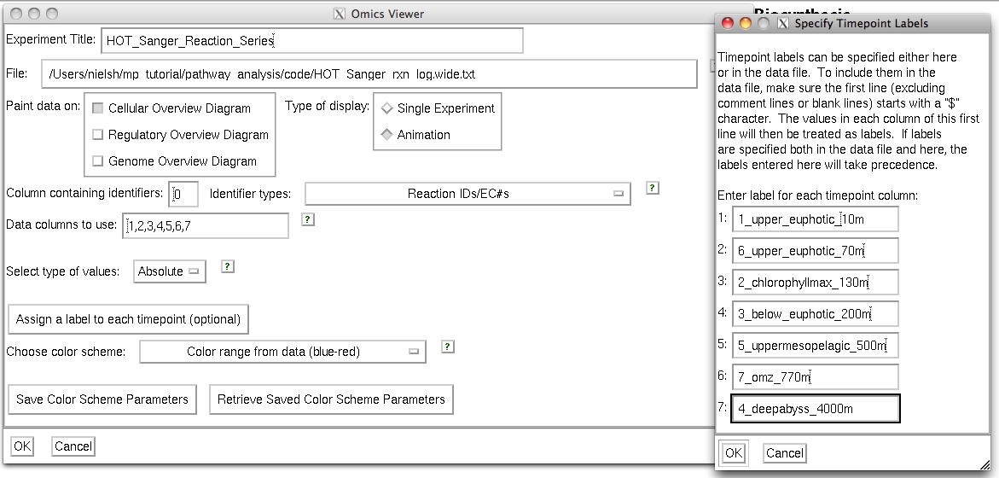 Omics Viewer
Experiment Title: HOT_Sanger_Reaction_Series
File: /Users/nielsh/mp tutorial/pathway analysis/code/HOT Sanger rxn log.wide.txt
Paint data on: Cellular Overview Diagram
Regulatory Overview Diagram
Genome Overview Diagram
Type of display: Single Experiment
Animation
Column containing identifiers: 0 Identifier types: Reaction IDs/EC#s ?
Data columns to use: 1,2,3,4,5,6,7 ?
Select type of values: Absolute ?
Assign a label to each timepoint (optional)
Choose color scheme: Color range from data (blue-red) ?
Save Color Scheme Parameters Retrieve Saved Color Scheme Parameters
OK Cancel
Specify Timepoint Labels
Timepoint labels can be specified either here
or in the data file. To include them in the
data file, make sure the first line (excluding
comment lines or blank lines) starts with a "$"
character. The values in each column of this first
line will then be treated as labels. If labels
are specified both in the data file and here, the
labels entered here will take precedence.
Enter label for each timepoint column:
1: 1_upper_euphotic_10m
2: 6_upper_euphotic_70m
3: 2_chlorophyllmax_130m
4: 3_below_euphotic_200m
5: 5_uppermesopelagic_500m
6: 7_omz_770m
7: 4_deepabyss_4000m
OK Cancel